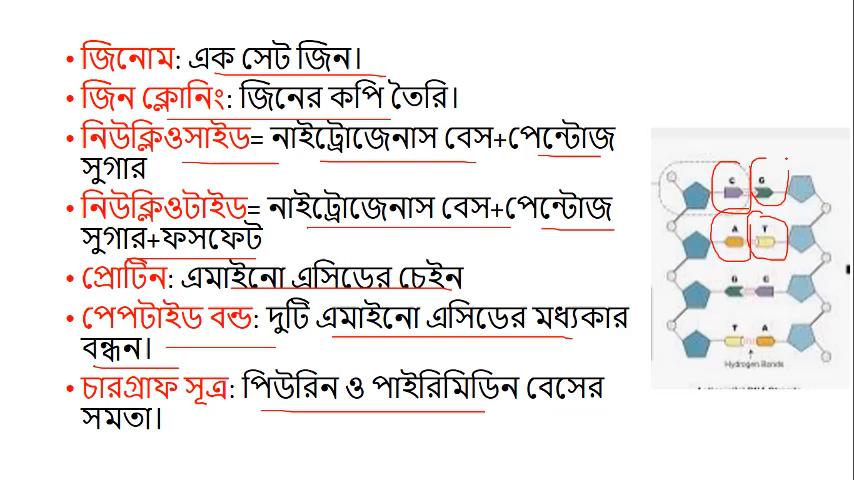 • জিনোম: এক সেট জিন।
• জিন ক্লোনিং: জিনের কপি তৈরি।
• নিউক্লিওসাইড= নাইট্রোজেনাস বেস+পেন্টোজ
সুগার
• নিউক্লিওটাইড= নাইট্রোজেনাস বেস+পেন্টোজ
সুগার+ফসফেট
• প্রোটিন: এমাইনো এসিডের চেইন
• পেপটাইড বন্ড: দুটি এমাইনো এসিডের মধ্যকার
বন্ধন।
• চারগ্রাফ সূত্র: পিউরিন ও পাইরিমিডিন বেসের
সমতা।
C G
A T
G C
T A
Hydrogen Bonds